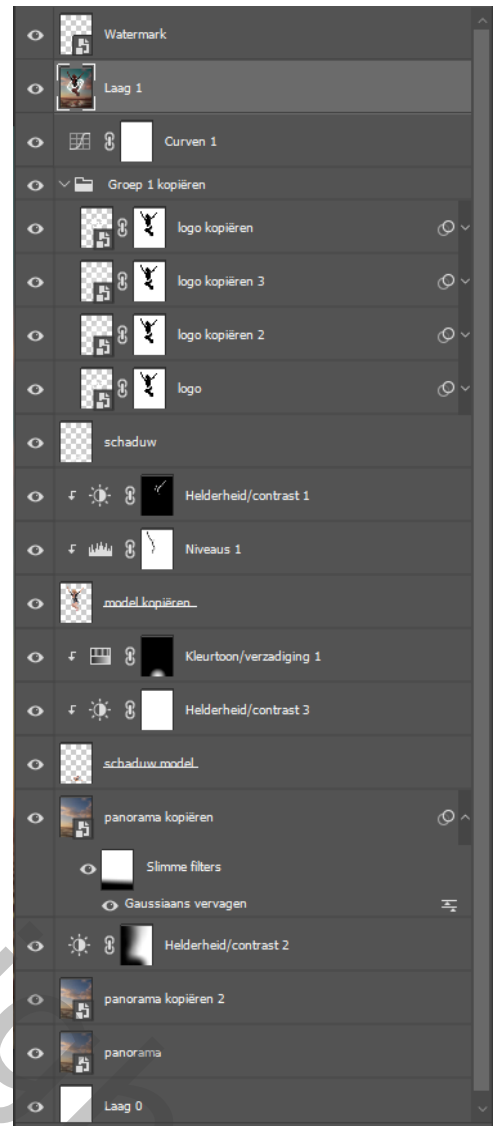 Watermark
Laag 1
Curven 1
Groep 1 kopiëren
logo kopiëren
logo kopiëren 3
logo kopiëren 2
logo
schaduw
Helderheid/contrast 1
Niveaus 1
model kopiëren
Kleurtoon/verzadiging 1
Helderheid/contrast 3
schaduw model
panorama kopiëren
Slimme filters
Gaussiaans vervagen
Helderheid/contrast 2
panorama kopiëren 2
panorama
Laag 0